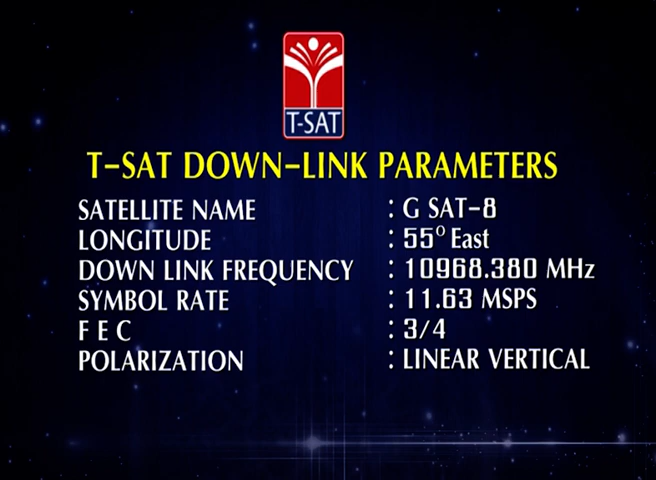 T-SAT
T-SAT DOWN-LINK PARAMETERS
SATELLITE NAME : G SAT-8
LONGITUDE : 55° East
DOWN LINK FREQUENCY : 10968.380 MHz
SYMBOL RATE : 11.63 MSPS
F E C : 3/4
POLARIZATION : LINEAR VERTICAL